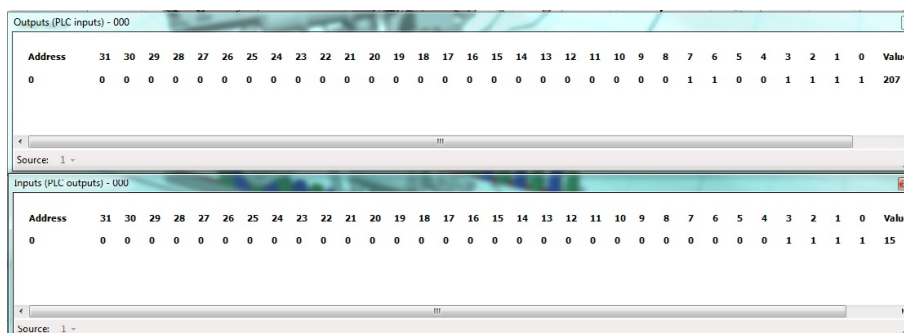 Outputs (PLC inputs) - 000
Address 31 30 29 28 27 26 25 24 23 22 21 20 19 18 17 16 15 14 13 12 11 10 9 8 7 6 5 4 3 2 1 0 Valu
0 0 0 0 0 0 0 0 0 0 0 0 0 0 0 0 0 0 0 0 0 0 0 0 0 1 1 0 0 1 1 1 1 207
Source: 1
Inputs (PLC outputs) - 000
Address 31 30 29 28 27 26 25 24 23 22 21 20 19 18 17 16 15 14 13 12 11 10 9 8 7 6 5 4 3 2 1 0 Valu
0 0 0 0 0 0 0 0 0 0 0 0 0 0 0 0 0 0 0 0 0 0 0 0 0 0 0 0 0 1 1 1 1 15
Source: 1